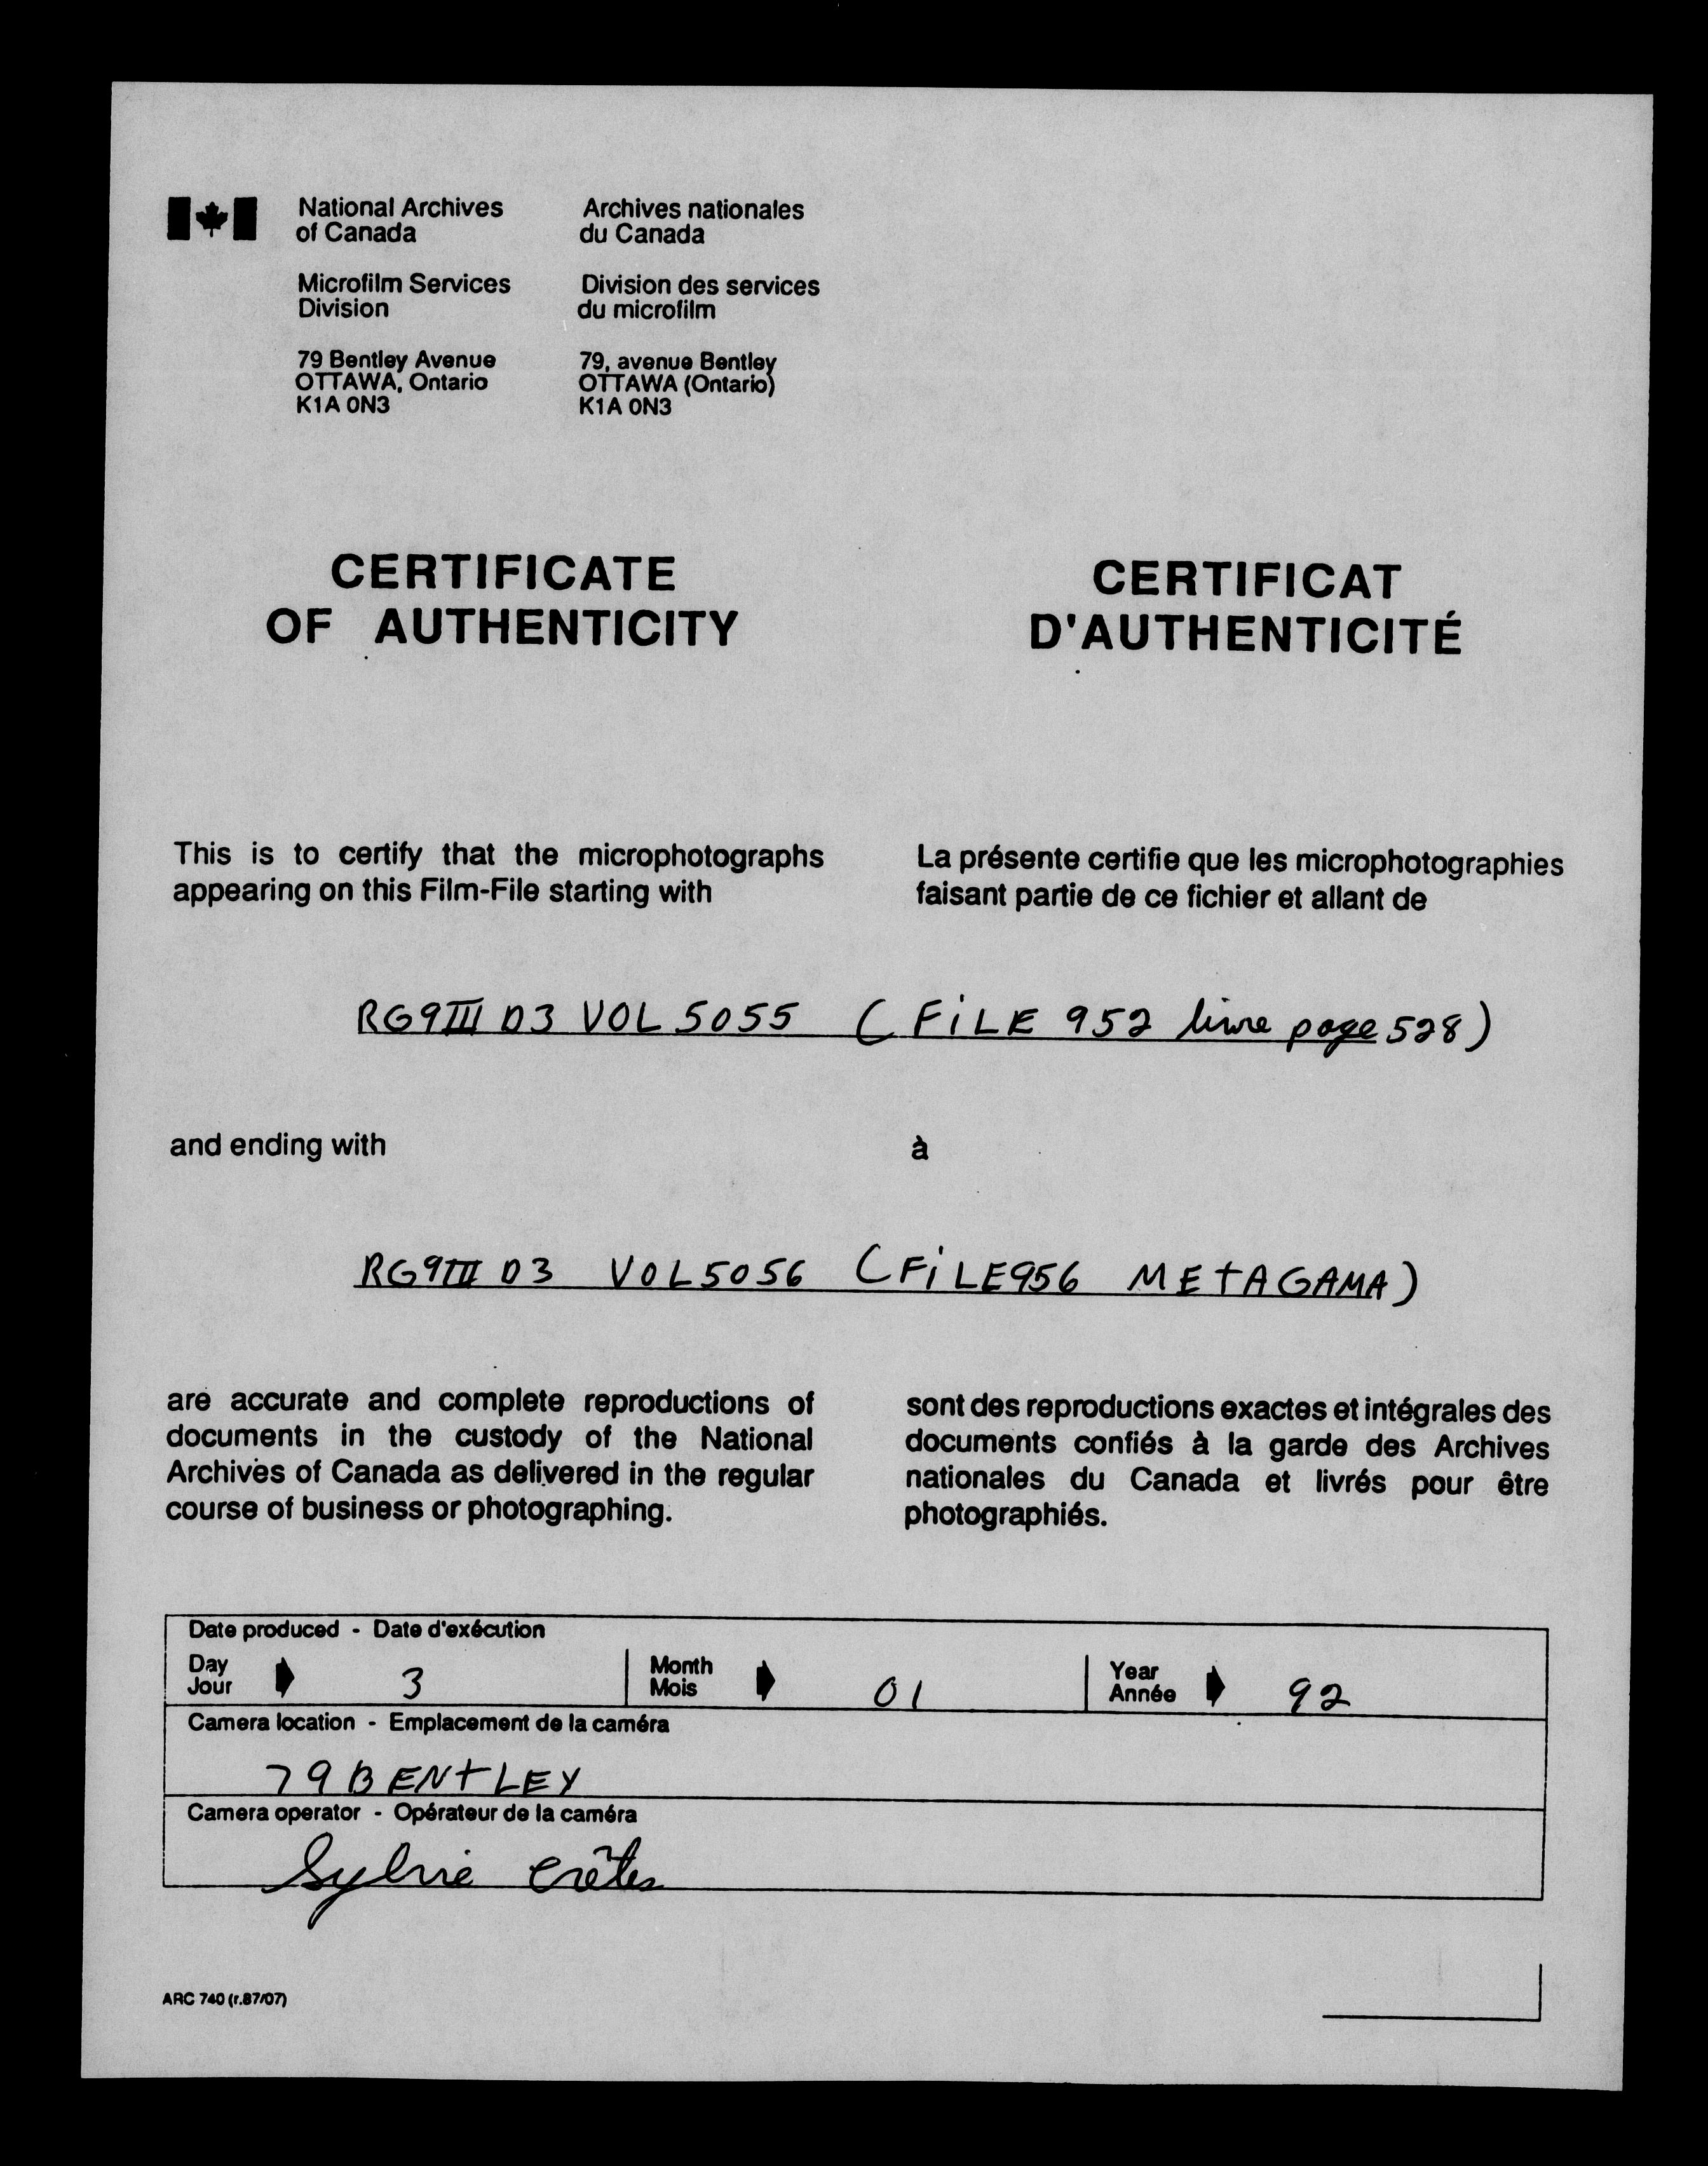 National Archives
of Canada
Archives nationales
du Canada
Microfilm Services
Division
Division des services
du microfilm
79 Bentley Avenue
OTTAWA, Ontario
K1A 0N3
79, avenue Bentley
OTTAWA (Ontario)
K1A 0N3
CERTIFICATE
OF AUTHENTICITY
CERTIFICAT
D'AUTHENTICITÉ
This is to certify that the microphotographs
appearing on this Film-File starting with
La présente certifie que les microphotographies
faisant partie de ce fichier et allant de
RG9III D3 VOL 5055 (FiLE 952 livre page 528)
and ending with
à
RG9III D3 VOL5056 (FiLE956 METAGAMA)
are accurate and complete reproductions of
documents in the custody of the National
Archives of Canada as delivered in the regular
course of business or photographing.
sont des reproductions exactes et intégrales des
documents confiés à la garde des Archives
nationales du Canada et livrés pour être
photographiés.
Date produced - Date d'exécution
Day
Jour
3
Month
Mois
01
Year
Année
92
Camera location - Emplacement de la caméra
79 BENTLEY
Camera operator - Opérateur de la caméra
Sylvie Crêtes
ARC 740 (r.87/07)